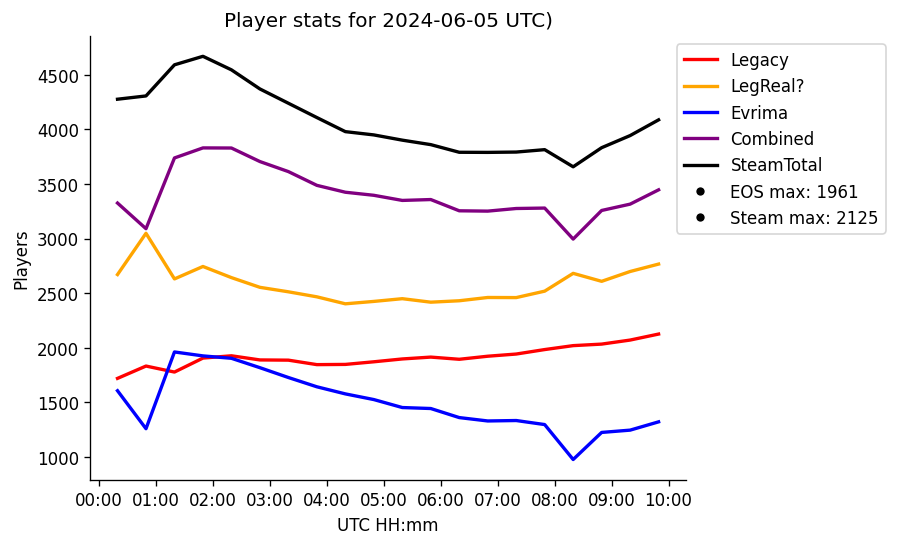 Player stats for 2024-06-05 UTC)
Legacy
LegReal?
Evrima
Combined
SteamTotal
EOS max: 1961
Steam max: 2125
Players
4500
4000
3500
3000
2500
2000
1500
1000
00:00 01:00 02:00 03:00 04:00 05:00 06:00 07:00 08:00 09:00 10:00
UTC HH:mm